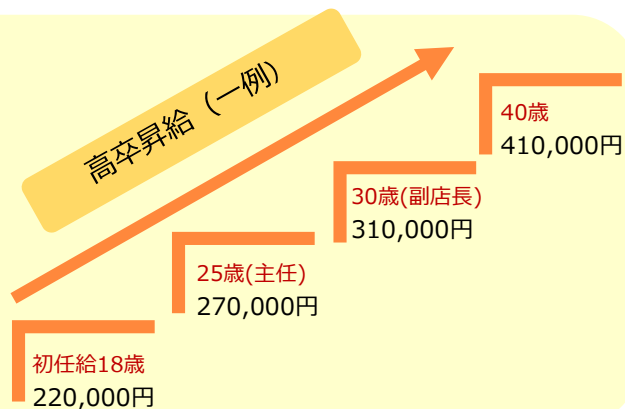 高卒昇給（一例）
40歳
410,000円
30歳(副店長)
310,000円
25歳(主任)
270,000円
初任給18歳
220,000円